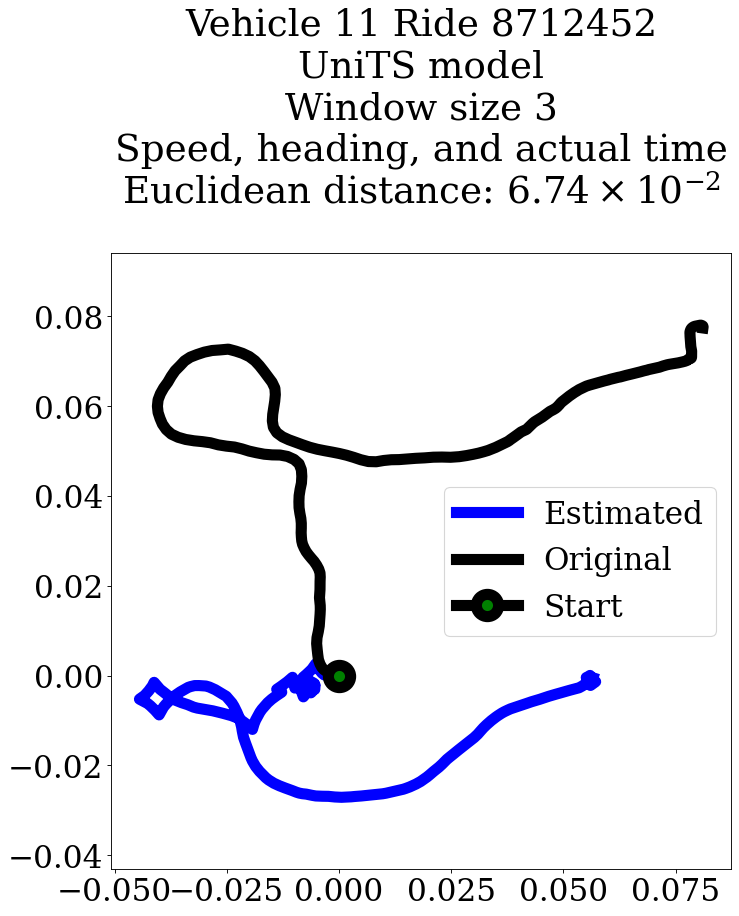 Vehicle 11 Ride 8712452
UniTS model
Window size 3
Speed, heading, and actual time
Euclidean distance: 6.74 × 10⁻²
0.08
0.06
0.04
0.02
0.00
−0.02
−0.04
Estimated
Original
Start
−0.050 −0.025 0.000 0.025 0.050 0.075